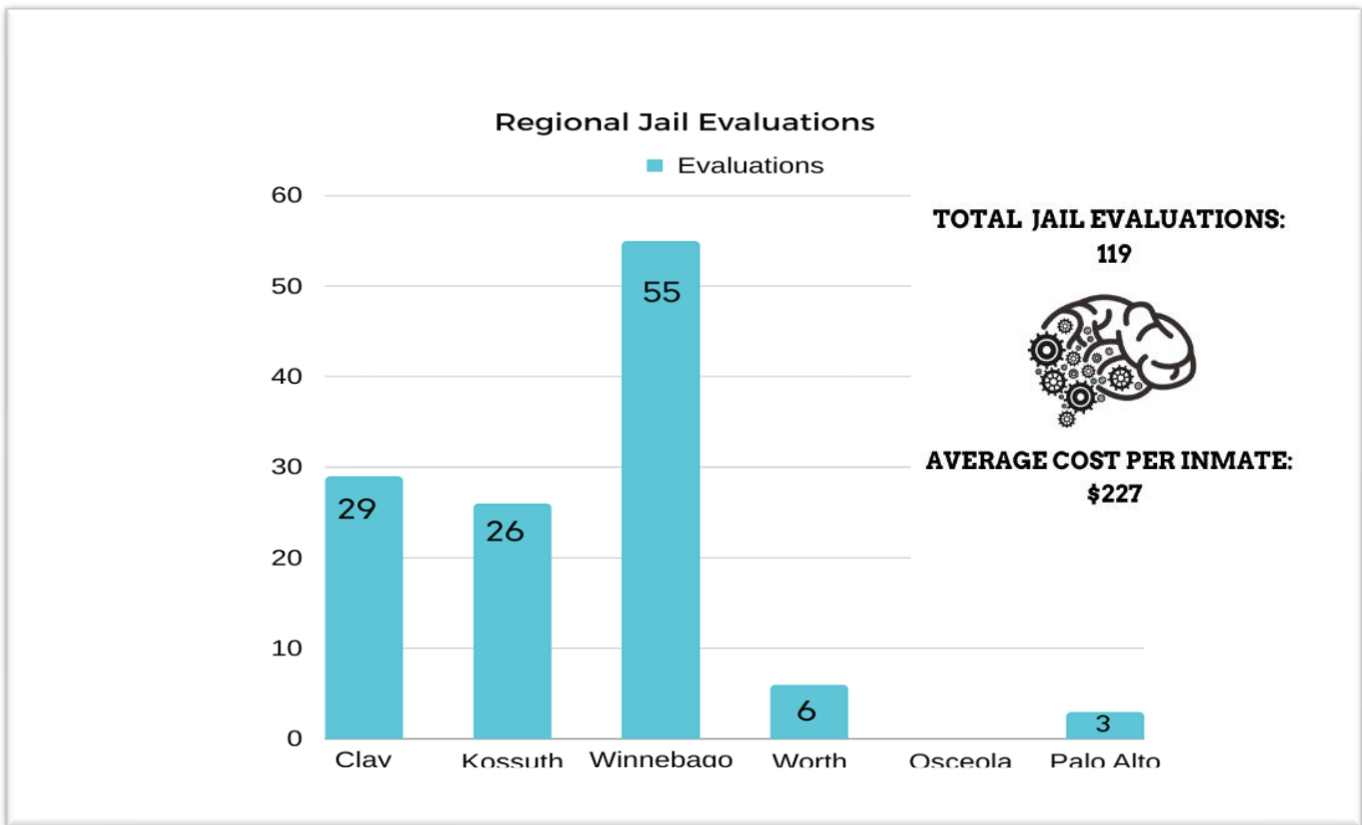 Regional Jail Evaluations
Evaluations
60
50
40
30
20
10
0
29
26
55
6
3
Clay
Kossuth
Winnebago
Worth
Osceola
Palo Alto
TOTAL JAIL EVALUATIONS:
119
AVERAGE COST PER INMATE:
$227